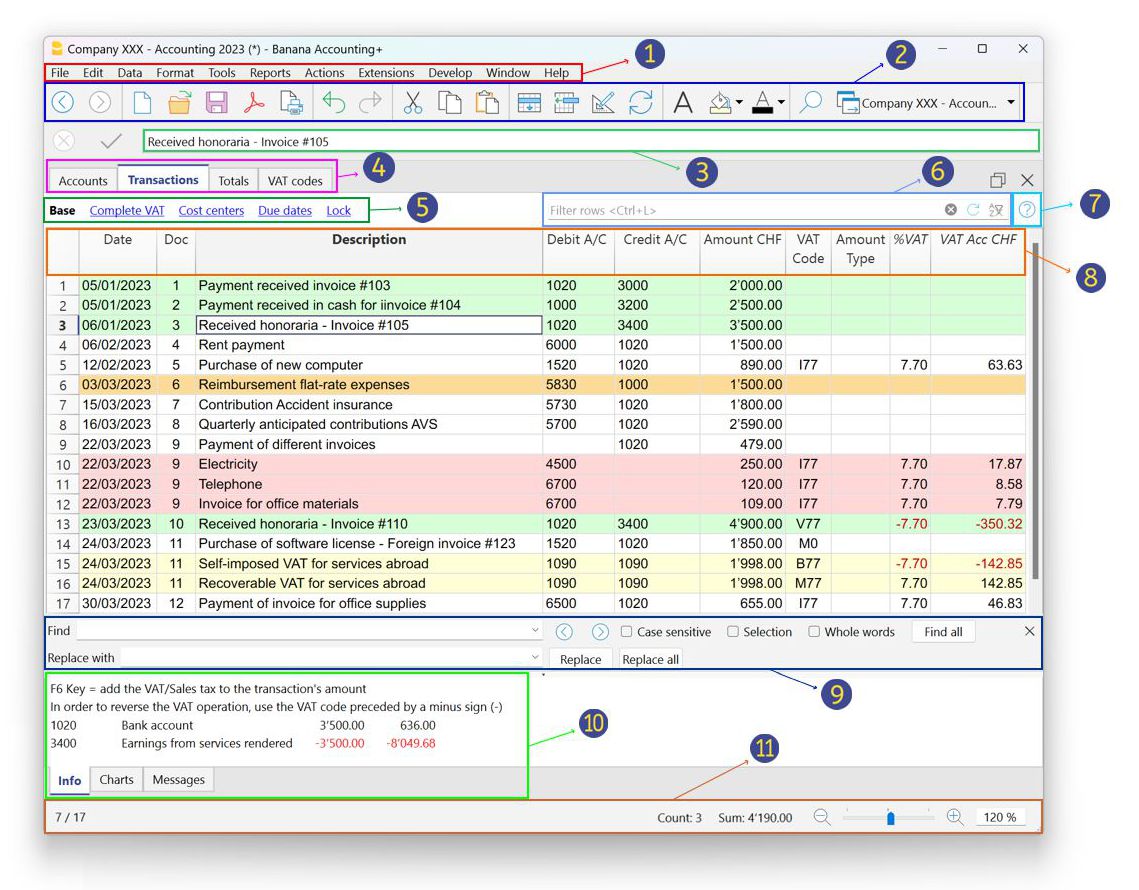 Company XXX - Accounting 2023 (*) - Banana Accounting+
1
2
File Edit Data Format Tools Reports Actions Extensions Develop Window Help
Company XXX - Accoun...
Received honoraria - Invoice #105
3
4
6
Accounts Transactions Totals VAT codes
Base Complete VAT Cost centers Due dates Lock
5
Filter rows <Ctrl+L>
7
Date Doc Description Debit A/C Credit A/C Amount CHF VAT Code Amount Type %VAT VAT Acc CHF
8
1 05/01/2023 1 Payment received invoice #103 1020 3000 2’000.00
2 05/01/2023 2 Payment received in cash for iinvoice #104 1000 3200 2’500.00
3 06/01/2023 3 Received honoraria - Invoice #105 1020 3400 3’500.00
4 06/02/2023 4 Rent payment 6000 1020 1’500.00
5 12/02/2023 5 Purchase of new computer 1520 1020 890.00 I77 7.70 63.63
6 03/03/2023 6 Reimbursement flat-rate expenses 5830 1000 1’500.00
7 15/03/2023 7 Contribution Accident insurance 5730 1020 1’800.00
8 16/03/2023 8 Quarterly anticipated contributions AVS 5700 1020 2’590.00
9 22/03/2023 9 Payment of different invoices 1020 479.00
10 22/03/2023 9 Electricity 4500 250.00 I77 7.70 17.87
11 22/03/2023 9 Telephone 6700 120.00 I77 7.70 8.58
12 22/03/2023 9 Invoice for office materials 6700 109.00 I77 7.70 7.79
13 23/03/2023 10 Received honoraria - Invoice #110 1020 3400 4’900.00 V77 -7.70 -350.32
14 24/03/2023 11 Purchase of software license - Foreign invoice #123 1520 1020 1’850.00 M0
15 24/03/2023 11 Self-imposed VAT for services abroad 1090 1090 1’998.00 B77 -7.70 -142.85
16 24/03/2023 11 Recoverable VAT for services abroad 1090 1090 1’998.00 M77 7.70 142.85
17 30/03/2023 12 Payment of invoice for office supplies 6500 1020 655.00 I77 7.70 46.83
Find Case sensitive Selection Whole words Find all
Replace with Replace Replace all
9
F6 Key = add the VAT/Sales tax to the transaction's amount
In order to reverse the VAT operation, use the VAT code preceded by a minus sign (-)
1020 Bank account 3’500.00 636.00
10
3400 Earnings from services rendered -3’500.00 -8’049.68
11
Info Charts Messages
7 / 17 Count: 3 Sum: 4’190.00 120 %